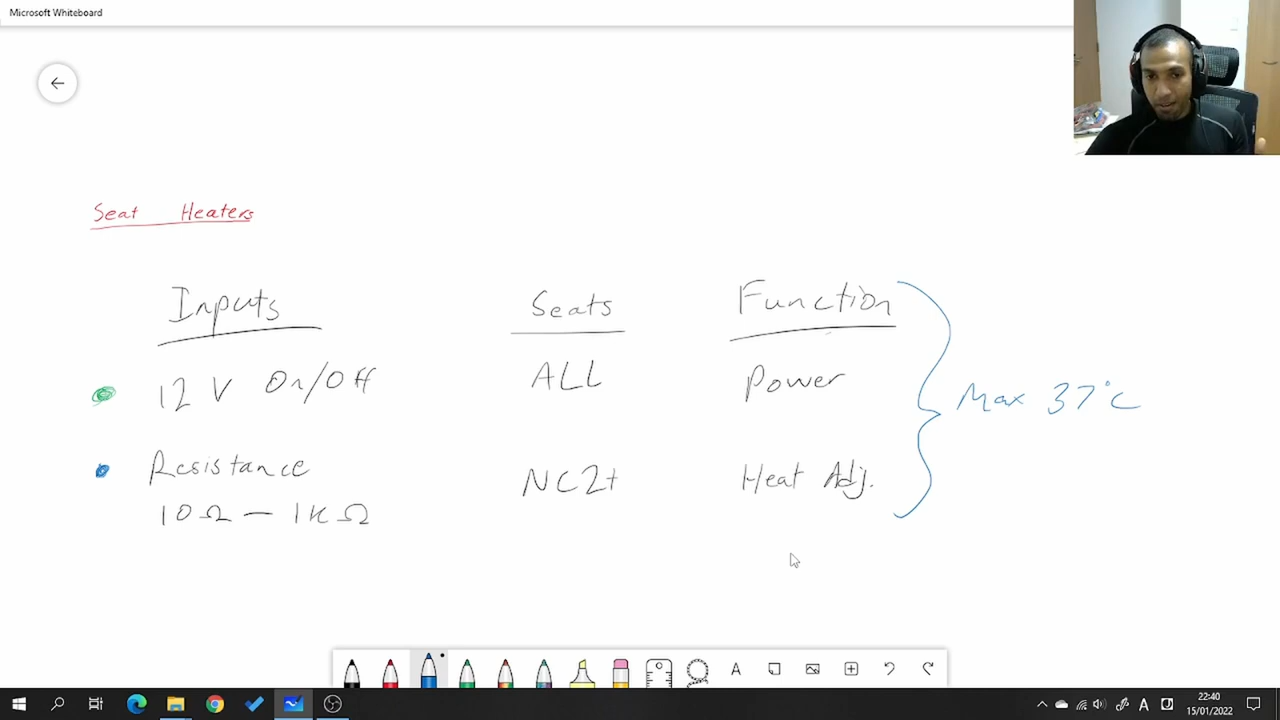 Microsoft Whiteboard
Seat Heaters
Inputs Seats Function
12 V On/Off ALL Power
Max 37°C
Resistance NC2+ Heat Adj.
10Ω — 1kΩ
A
A
22:40
15/01/2022